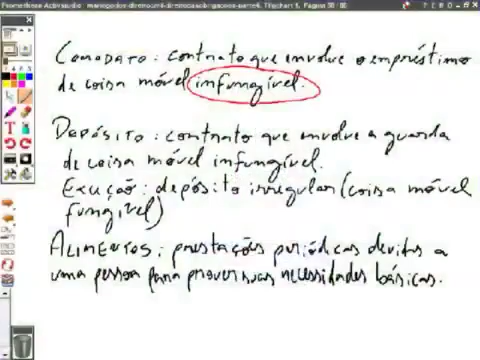 COMODATO: contrato que envolve o empréstimo
de coisa móvel infungível.
DEPÓSITO: contrato que envolve a guarda
de coisa móvel infungível.
EXCEÇÃO: depósito irregular (coisa móvel
fungível)
ALIMENTOS: prestações periódicas devidas a
uma pessoa para prover suas necessidades básicas.